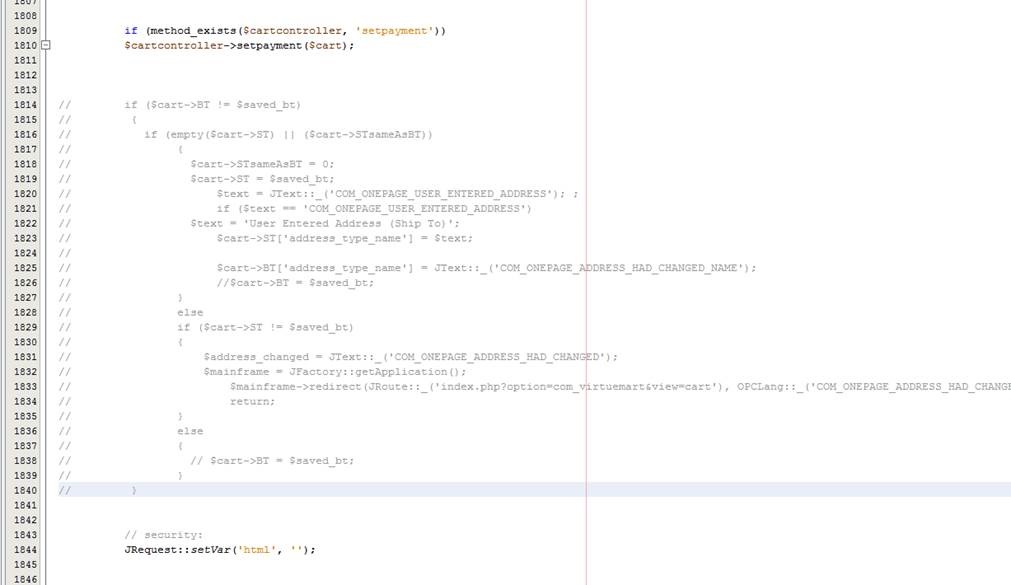 1807
1808
1809 if (method_exists($cartcontroller, 'setpayment'))
1810 $cartcontroller->setpayment($cart);
1811
1812
1813
1814 // if ($cart->BT != $saved_bt)
1815 // {
1816 // if (empty($cart->ST) || ($cart->STsameAsBT))
1817 // {
1818 // $cart->STsameAsBT = 0;
1819 // $cart->ST = $saved_bt;
1820 // $text = JText::_('COM_ONEPAGE_USER_ENTERED_ADDRESS'); ;
1821 // if ($text == 'COM_ONEPAGE_USER_ENTERED_ADDRESS')
1822 // $text = 'User Entered Address (Ship To)';
1823 // $cart->ST['address_type_name'] = $text;
1824 //
1825 // $cart->BT['address_type_name'] = JText::_('COM_ONEPAGE_ADDRESS_HAD_CHANGED_NAME');
1826 // //$cart->BT = $saved_bt;
1827 // }
1828 // else
1829 // if ($cart->ST != $saved_bt)
1830 // {
1831 // $address_changed = JText::_('COM_ONEPAGE_ADDRESS_HAD_CHANGED');
1832 // $mainframe = JFactory::getApplication();
1833 // $mainframe->redirect(JRoute::_('index.php?option=com_virtuemart&view=cart'), OPCLang::_('COM_ONEPAGE_ADDRESS_HAD_CHANGE
1834 // return;
1835 // }
1836 // else
1837 // {
1838 // // $cart->BT = $saved_bt;
1839 // }
1840 // }
1841
1842
1843 // security:
1844 JRequest::setVar('html', '');
1845
1846